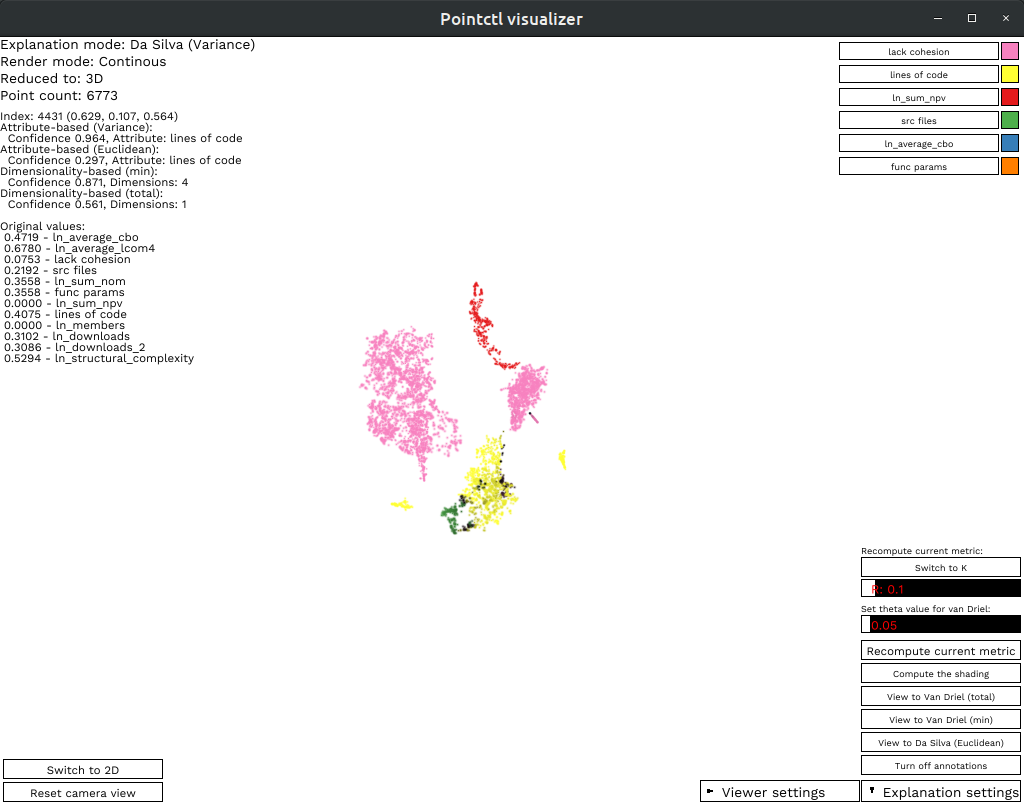 Pointctl visualizer
Explanation mode: Da Silva (Variance)
Render mode: Continous
Reduced to: 3D
Point count: 6773
Index: 4431 (0.629, 0.107, 0.564)
Attribute-based (Variance):
Confidence 0.964, Attribute: lines of code
Attribute-based (Euclidean):
Confidence 0.297, Attribute: lines of code
Dimensionality-based (min):
Confidence 0.871, Dimensions: 4
Dimensionality-based (total):
Confidence 0.561, Dimensions: 1
Original values:
0.4719 - ln_average_cbo
0.6780 - ln_average_lcom4
0.0753 - lack cohesion
0.2192 - src files
0.3558 - ln_sum_nom
0.3558 - func params
0.0000 - ln_sum_npv
0.4075 - lines of code
0.0000 - ln_members
0.3102 - ln_downloads
0.3086 - ln_downloads_2
0.5294 - ln_structural_complexity
lack cohesion
lines of code
ln_sum_npv
src files
ln_average_cbo
func params
Recompute current metric:
Switch to K
R: 0.1
Set theta value for van Driel:
0.05
Recompute current metric
Compute the shading
View to Van Driel (total)
View to Van Driel (min)
View to Da Silva (Euclidean)
Turn off annotations
Switch to 2D
Reset camera view
Viewer settings
Explanation settings